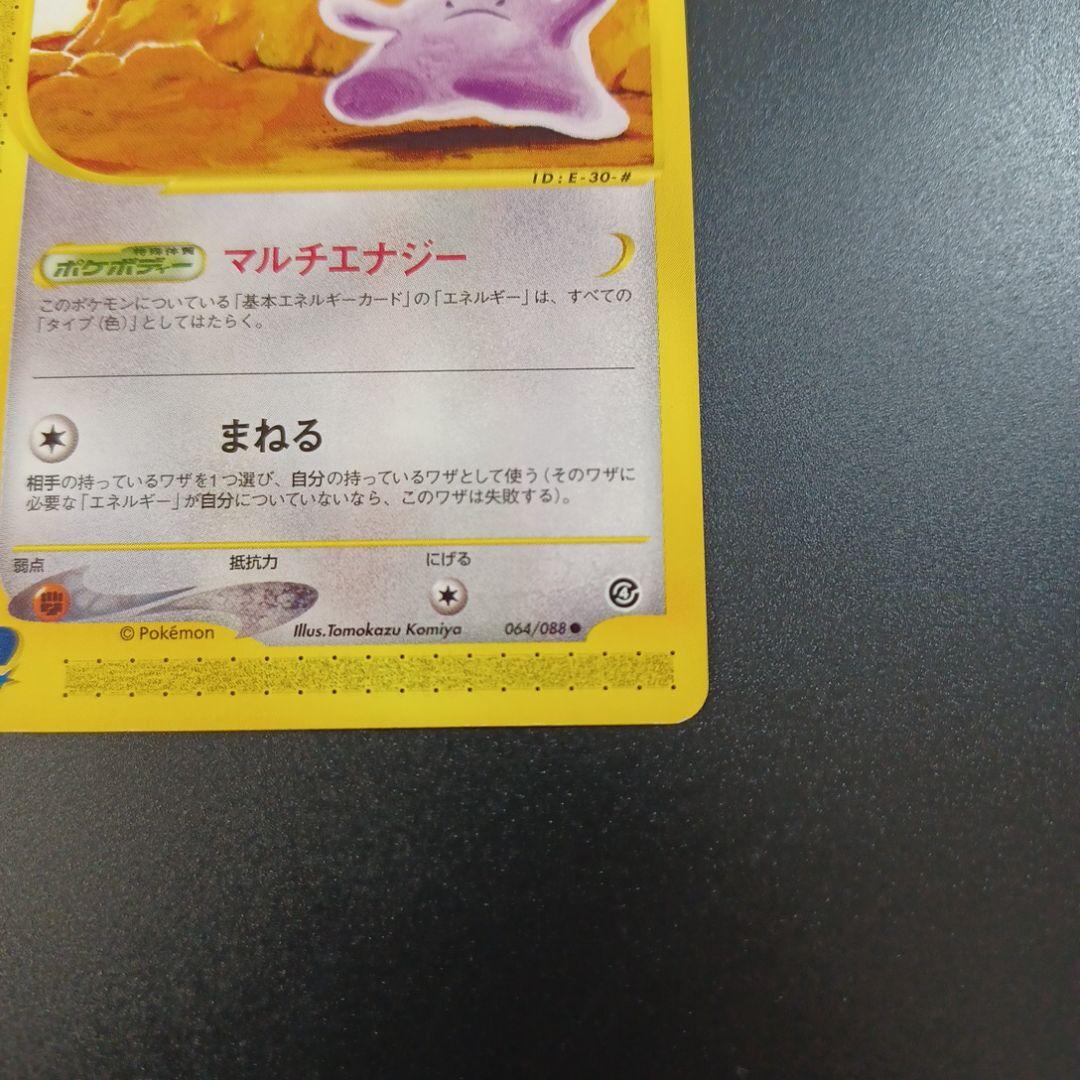 ID:E-30-#
特殊体質
ポケボディー マルチエナジー
このポケモンについている「基本エネルギーカード」の「エネルギー」は、すべての
「タイプ(色)」としてはたらく。
まねる
相手の持っているワザを1つ選び、自分の持っているワザとして使う(そのワザに
必要な「エネルギー」が自分についていないなら、このワザは失敗する)。
弱点 抵抗力 にげる
©Pokémon Illus.Tomokazu Komiya 064/088●